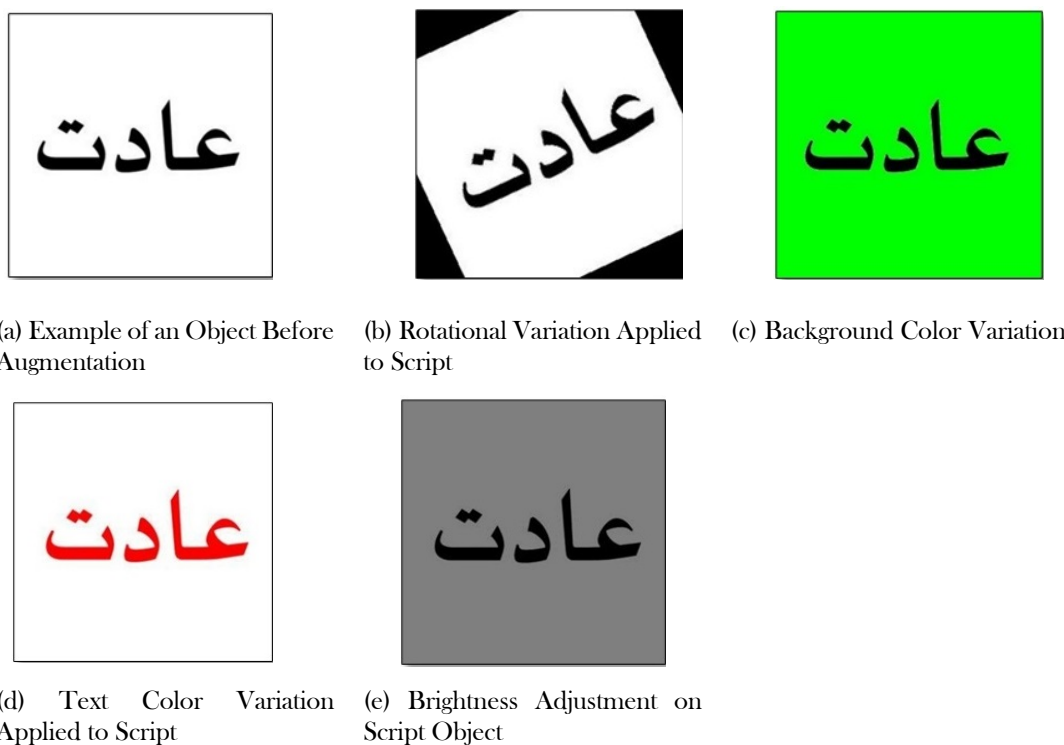 عادت
عادت
عادت
(a) Example of an Object Before
Augmentation
(b) Rotational Variation Applied
to Script
(c) Background Color Variation
عادت
عادت
(d) Text Color Variation
Applied to Script
(e) Brightness Adjustment on
Script Object